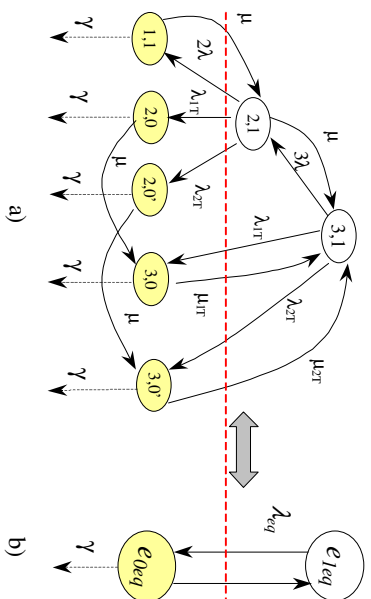 μ
μ
2λ
3λ
3,1
2,1
λ1T
λ2T
λ1T
λ2T
μ1T
μ2T
1,1
2,0
2,0'
3,0
3,0'
μ
μ
γ
γ
γ
γ
γ
a)
e1eq
λeq
e0eq
γ
b)